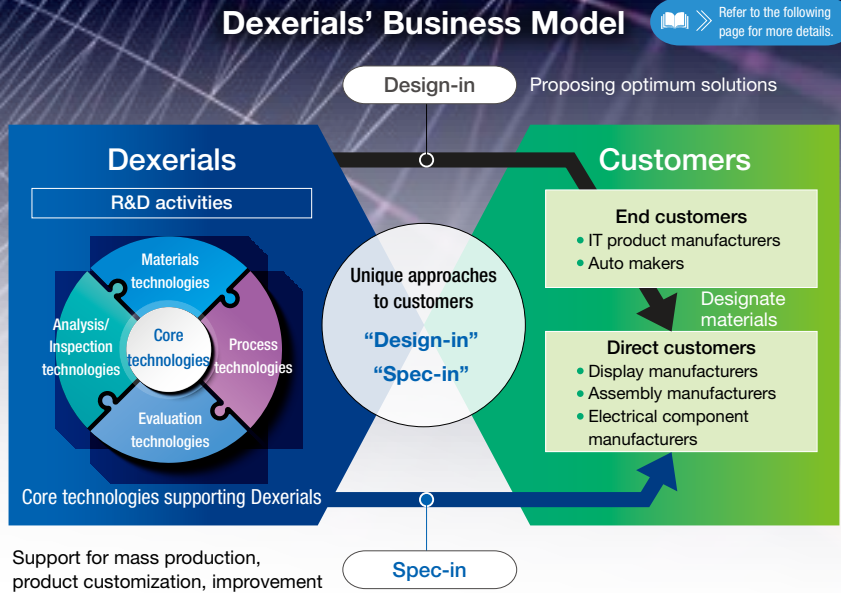 Dexerials’ Business Model
Refer to the following
page for more details.
Design-in
Proposing optimum solutions
Dexerials
R&D activities
Materials
technologies
Analysis/
Inspection
technologies
Core
technologies
Process
technologies
Evaluation
technologies
Core technologies supporting Dexerials
Unique approaches
to customers
“Design-in”
“Spec-in”
Customers
End customers
• IT product manufacturers
• Auto makers
Designate
materials
Direct customers
• Display manufacturers
• Assembly manufacturers
• Electrical component
manufacturers
Support for mass production,
product customization, improvement
Spec-in